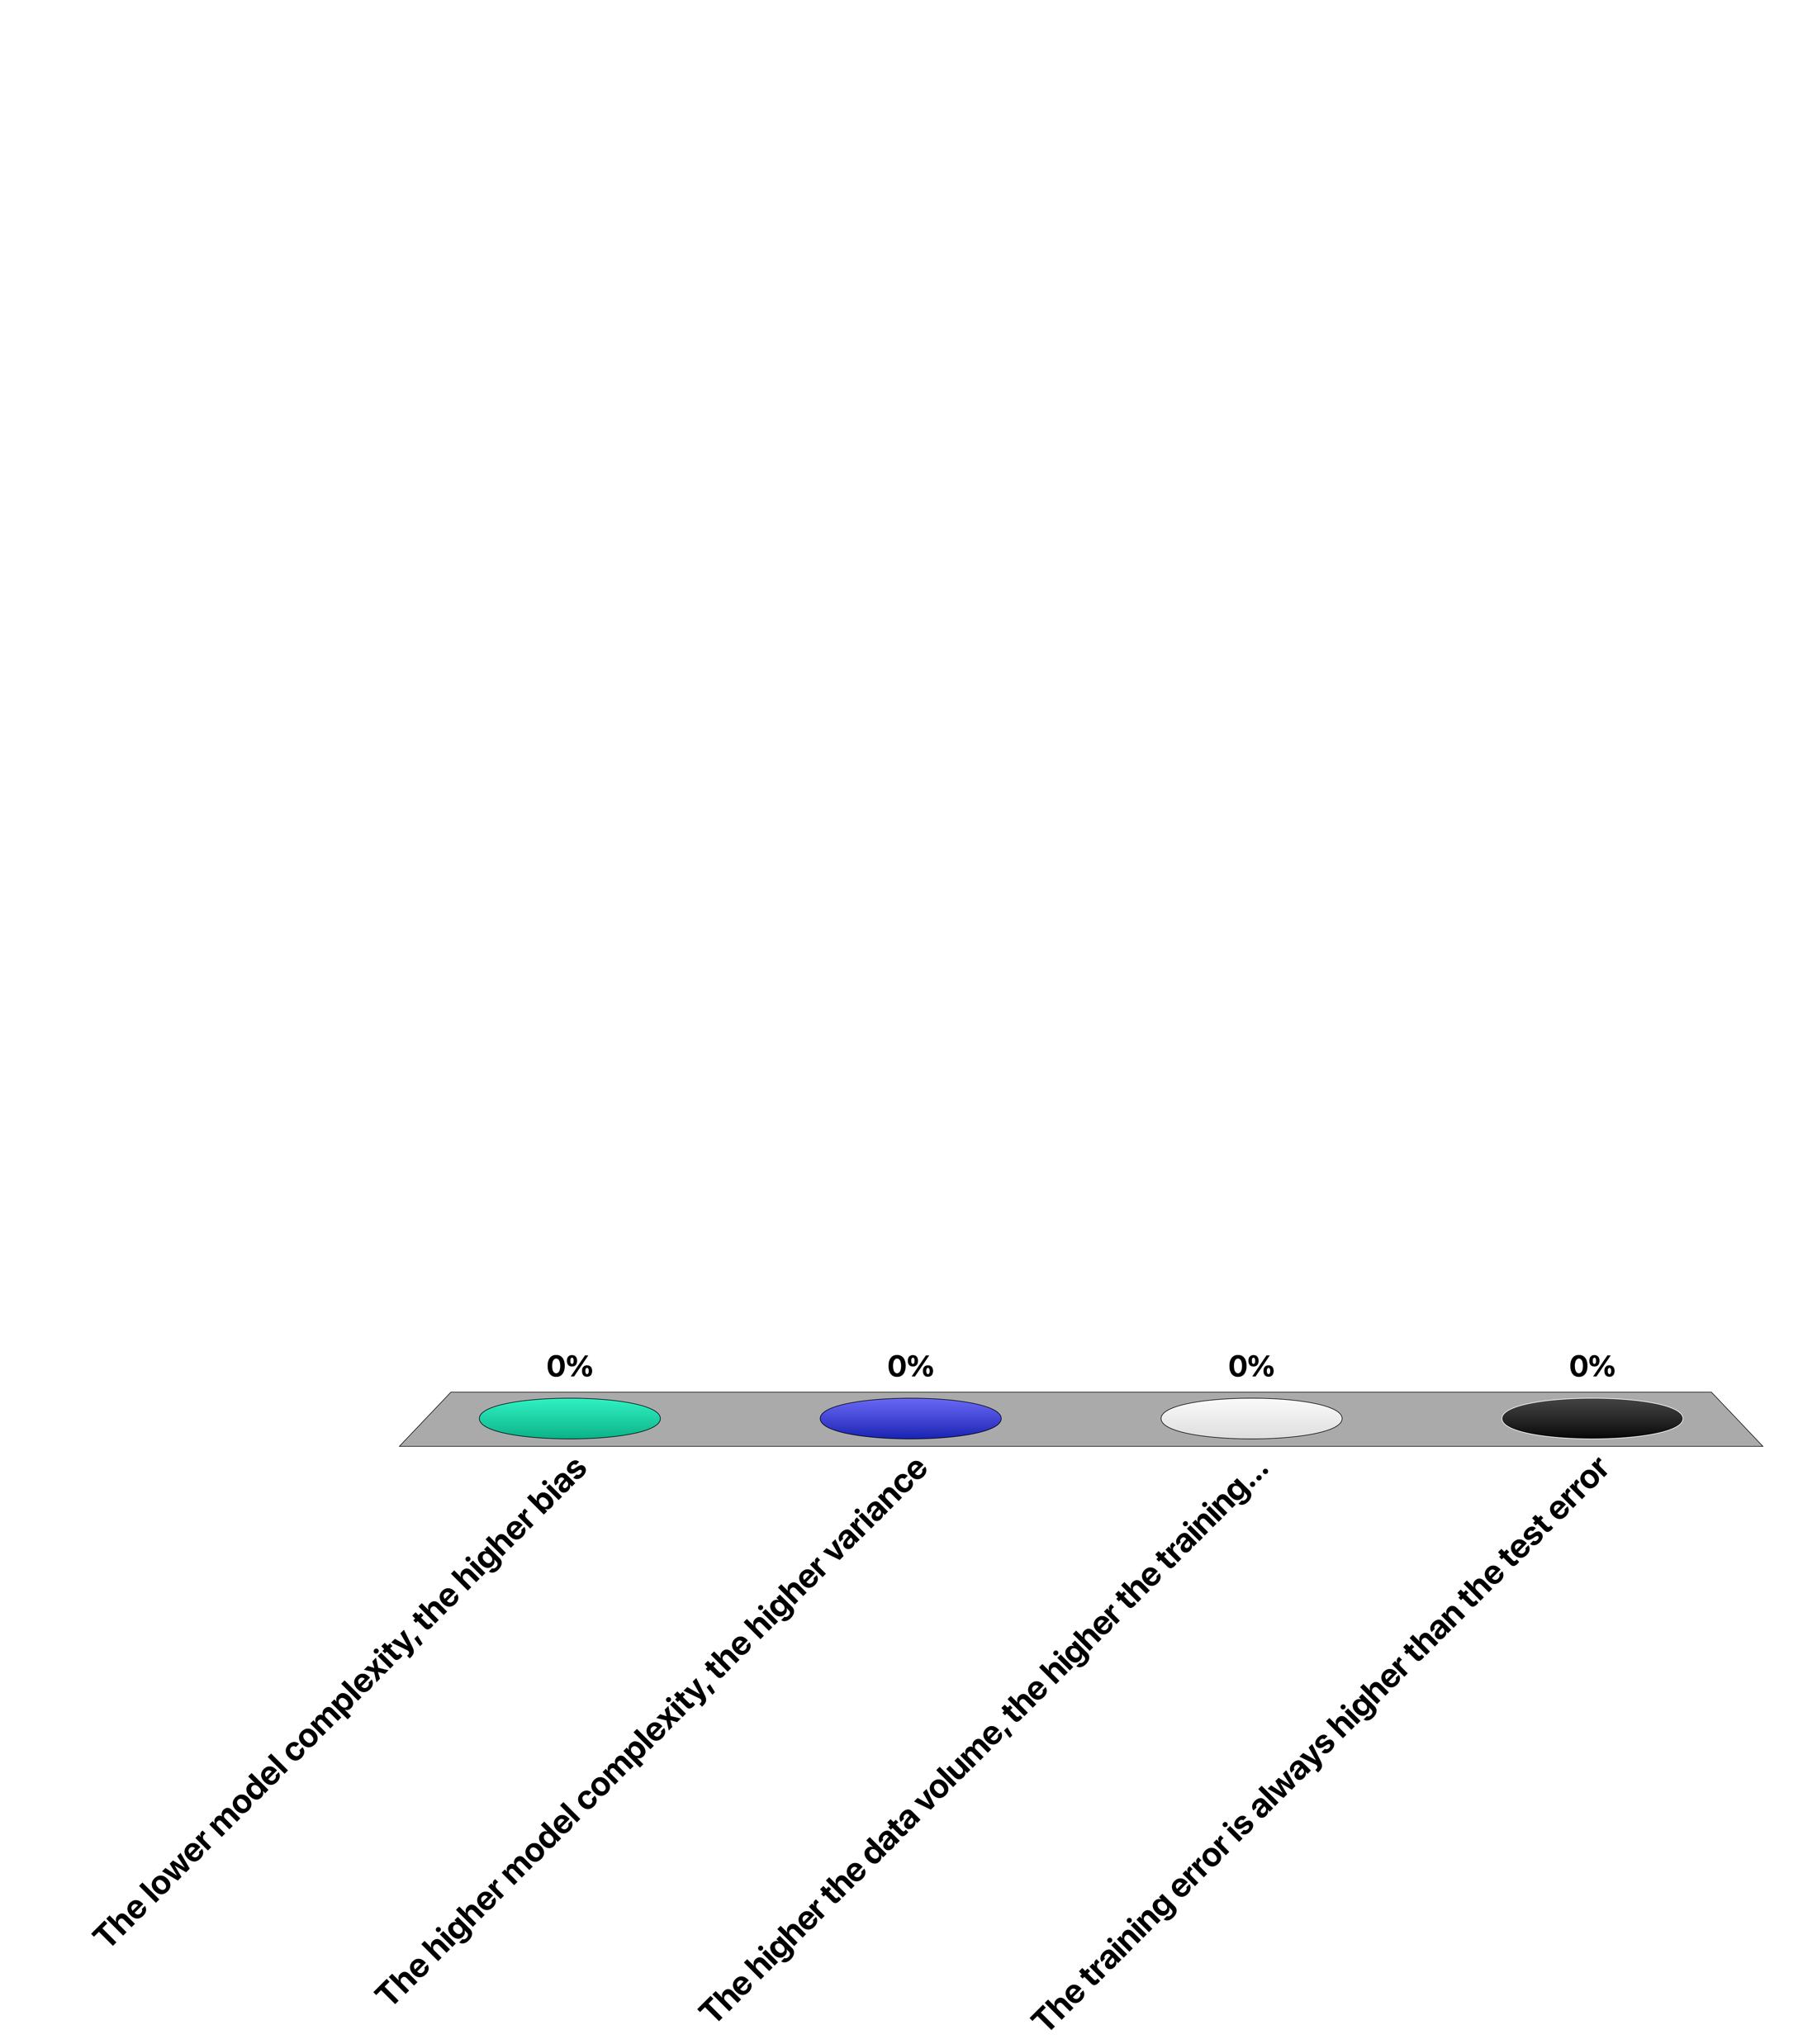 0%
0%
0%
0%
The lower model complexity, the higher bias
The higher model complexity, the higher variance
The higher the data volume, the higher the training...
The training error is always higher than the test error